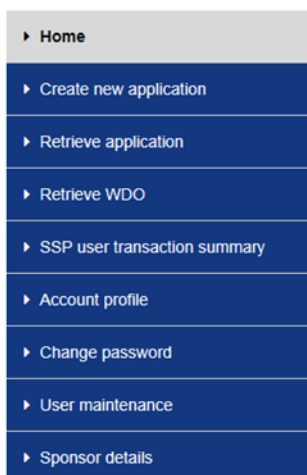 Home
Create new application
Retrieve application
Retrieve WDO
SSP user transaction summary
Account profile
Change password
User maintenance
Sponsor details